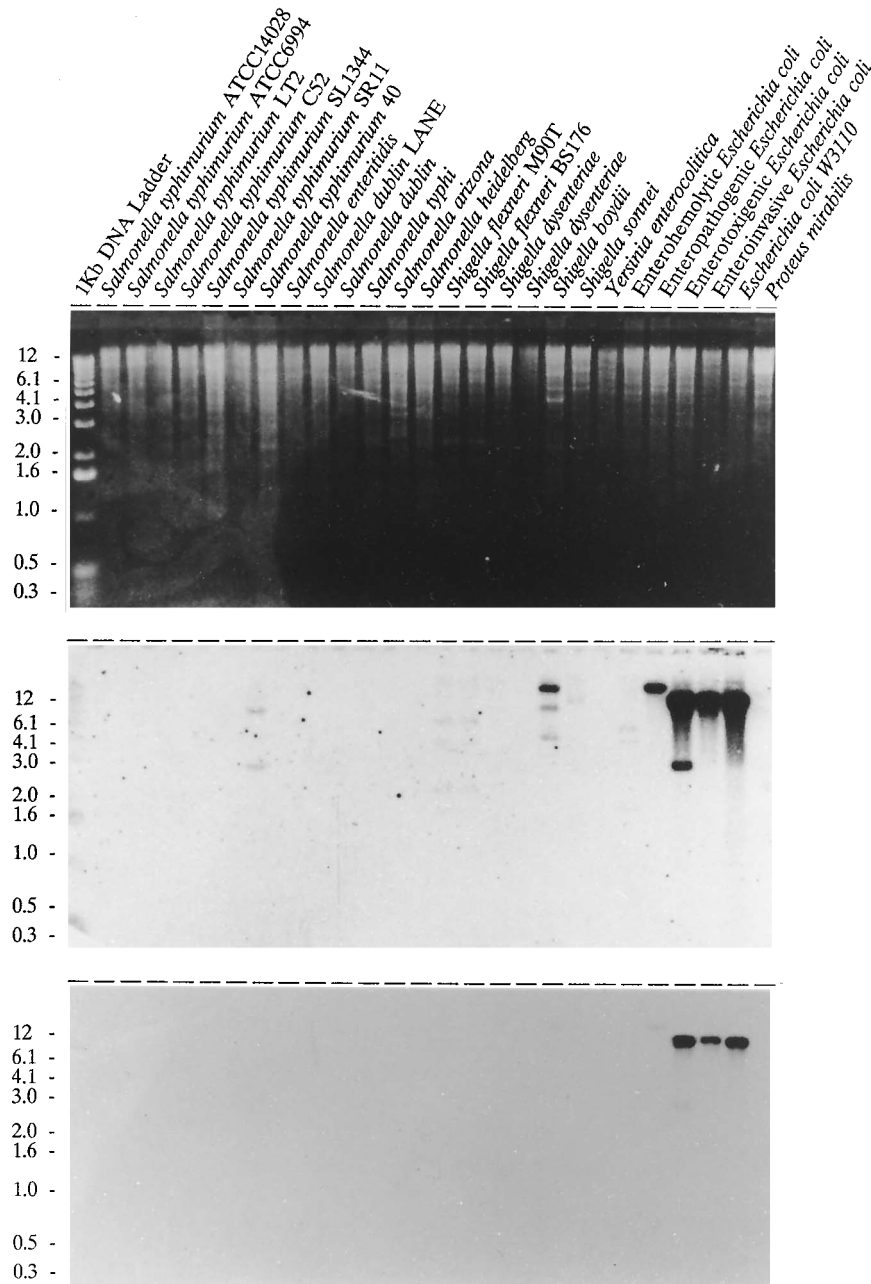 1Kb DNA Ladder
Salmonella typhimurium ATCC14028
Salmonella typhimurium ATCC6994
Salmonella typhimurium LT2
Salmonella typhimurium C52
Salmonella typhimurium SL1344
Salmonella typhimurium SR11
Salmonella typhimurium 40
Salmonella enteritidis
Salmonella dublin LANE
Salmonella dublin
Salmonella typhi
Salmonella arizona
Salmonella heidelberg
Shigella flexneri M90T
Shigella flexneri BS176
Shigella dysenteriae
Shigella dysenteriae
Shigella boydii
Shigella sonnei
Yersinia enterocolitica
Enterohemolytic Escherichia coli
Enteropathogenic Escherichia coli
Enterotoxigenic Escherichia coli
Enteroinvasive Escherichia coli
Escherichia coli W3110
Proteus mirabilis
12 -
6.1 -
4.1 -
3.0 -
2.0 -
1.6 -
1.0 -
0.5 -
0.3 -
12 -
6.1 -
4.1 -
3.0 -
2.0 -
1.6 -
1.0 -
0.5 -
0.3 -
12 -
6.1 -
4.1 -
3.0 -
2.0 -
1.6 -
1.0 -
0.5 -
0.3 -